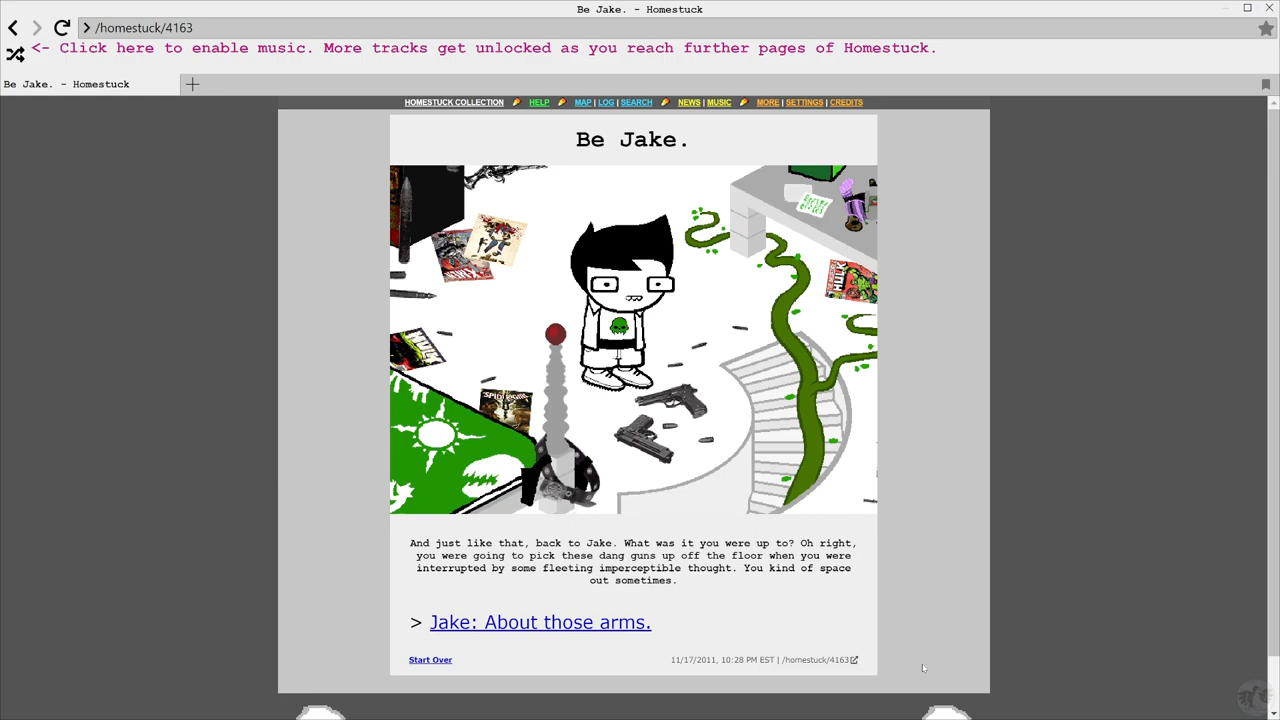 Be Jake. - Homestuck
/homestuck/4163
<- Click here to enable music. More tracks get unlocked as you reach further pages of Homestuck.
Be Jake. - Homestuck
HOMESTUCK COLLECTION HELP MAP | LOG | SEARCH NEWS | MUSIC MORE | SETTINGS | CREDITS
Be Jake.
And just like that, back to Jake. What was it you were up to? Oh right,
you were going to pick these dang guns up off the floor when you were
interrupted by some fleeting imperceptible thought. You kind of space
out sometimes.
> Jake: About those arms.
Start Over
11/17/2011, 10:28 PM EST | /homestuck/4163